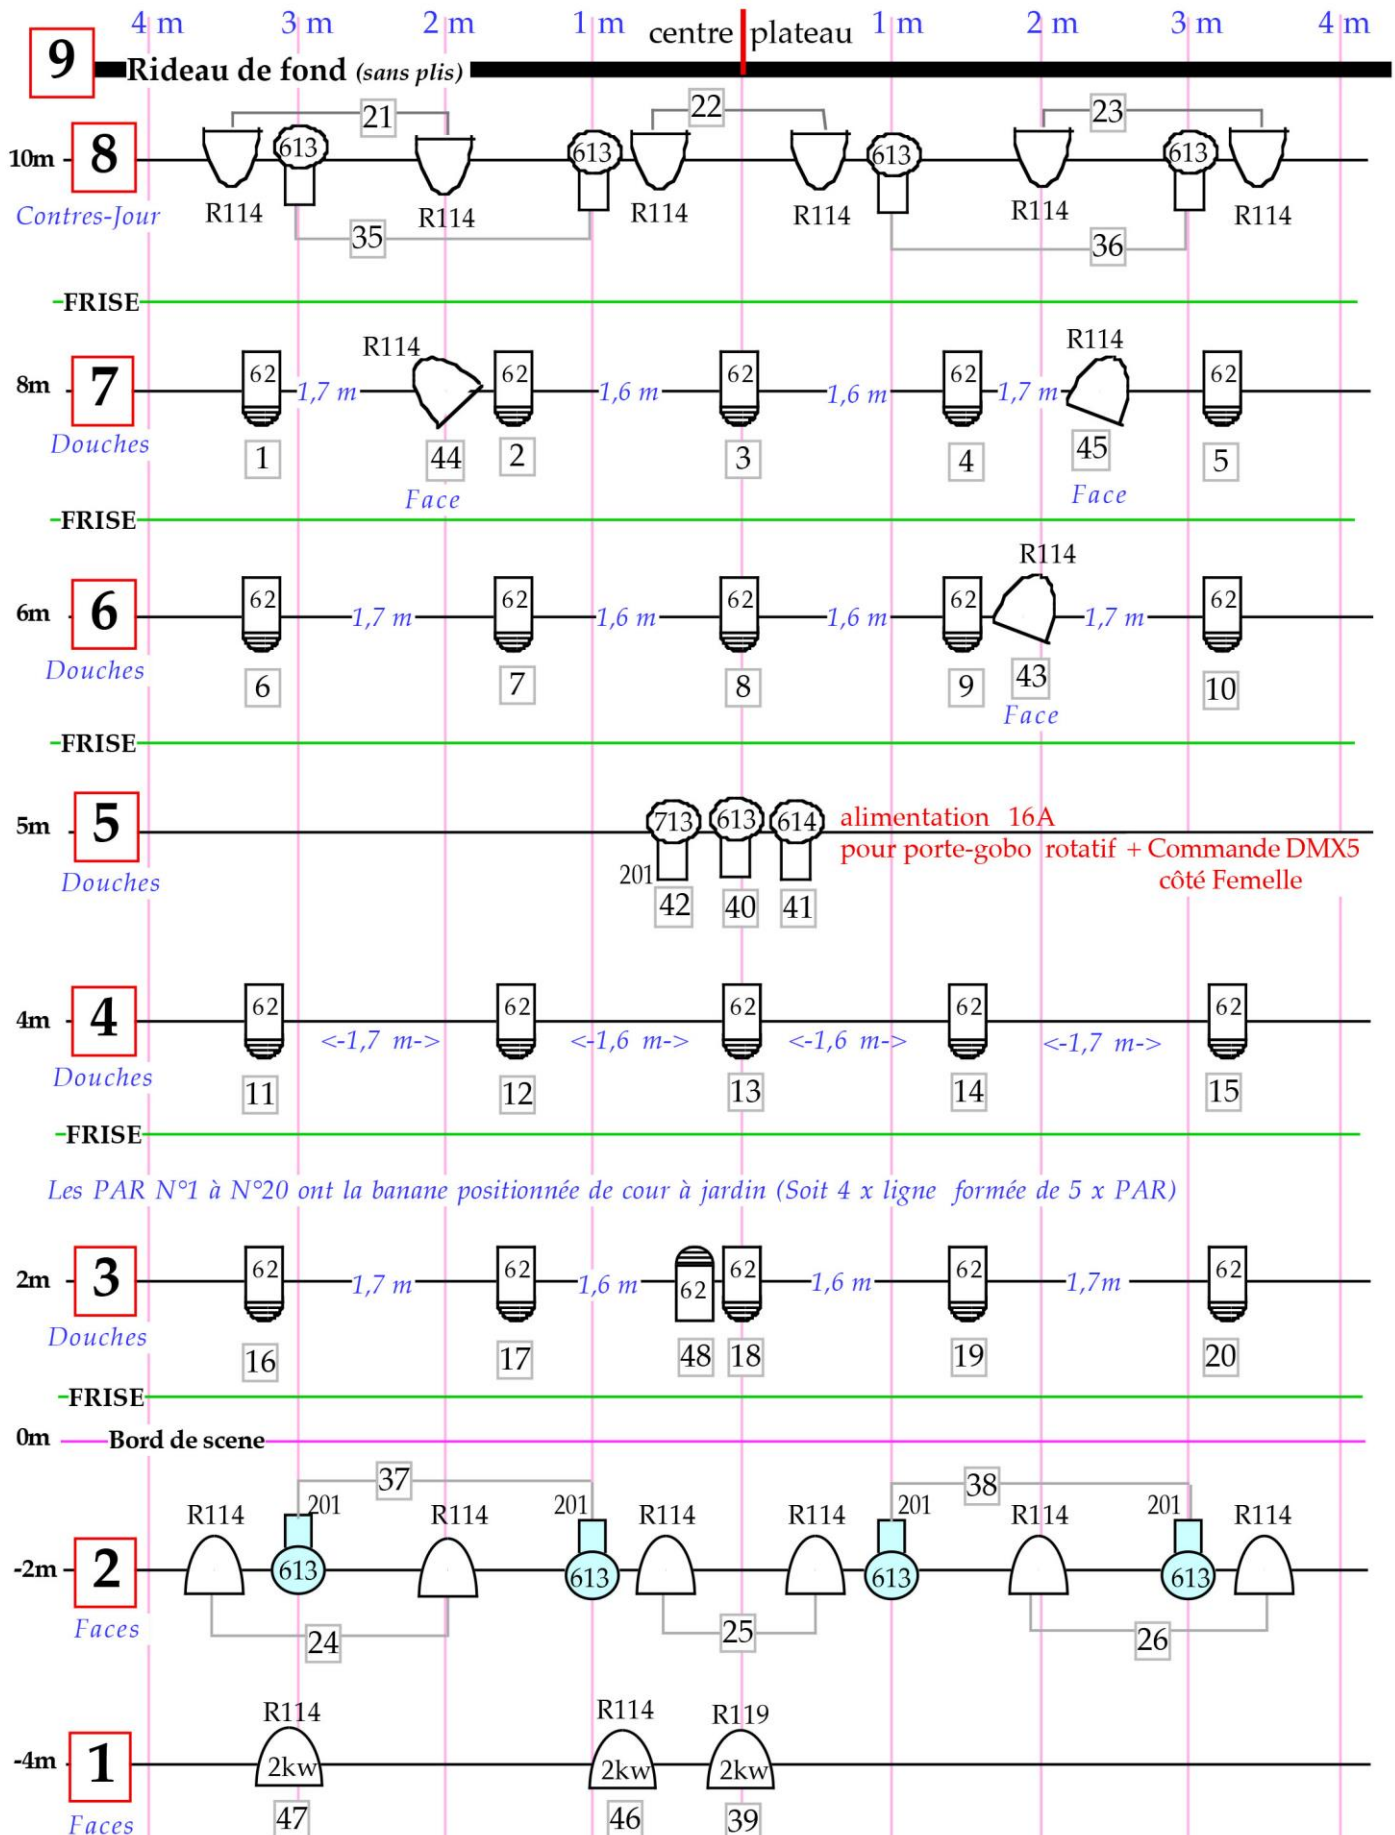 4 m 3 m 2 m 1 m centre plateau 1 m 2 m 3 m 4 m
9 Rideau de fond (sans plis)
21 22 23
10m 8 613 613 613 613
Contres-Jour R114 R114 R114 R114 R114 R114
35 36
FRISE
R114 R114
8m 7 62 1,7 m 62 1,6 m 62 1,6 m 62 1,7 m 62
Douches 1 44 2 3 4 45 5
Face Face
FRISE
R114
6m 6 62 1,7 m 62 1,6 m 62 1,6 m 62 1,7 m 62
Douches 6 7 8 9 43 10
Face
FRISE
5m 5 713 613 614 alimentation 16A
pour porte-gobo rotatif + Commande DMX5
Douches 201 côté Femelle
42 40 41
4m 4 62 62 62 62 62
<-1,7 m-> <-1,6 m-> <-1,6 m-> <-1,7 m->
Douches 11 12 13 14 15
FRISE
Les PAR N°1 à N°20 ont la banane positionnée de cour à jardin (Soit 4 x ligne formée de 5 x PAR)
2m 3 62 1,7 m 62 1,6 m 62 62 1,6 m 62 1,7m 62
Douches 16 17 48 18 19 20
FRISE
0m Bord de scene
37 38
R114 201 R114 201 R114 R114 201 R114 201 R114
-2m 2 613 613 613 613
Faces 24 25 26
R114 R114 R119
-4m 1 2kw 2kw 2kw
Faces 47 46 39